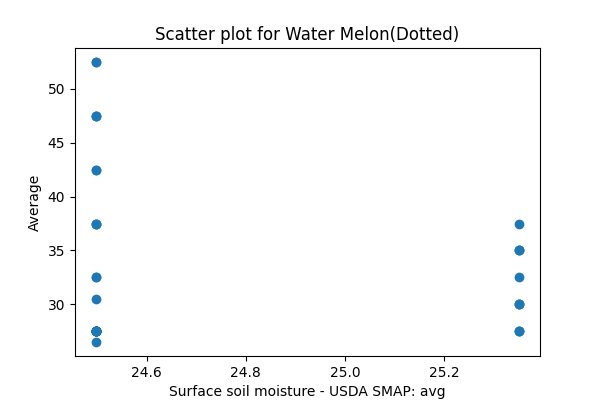 Scatter plot for Water Melon(Dotted)
50
45
40
35
30
Average
24.6 24.8 25.0 25.2
Surface soil moisture - USDA SMAP: avg